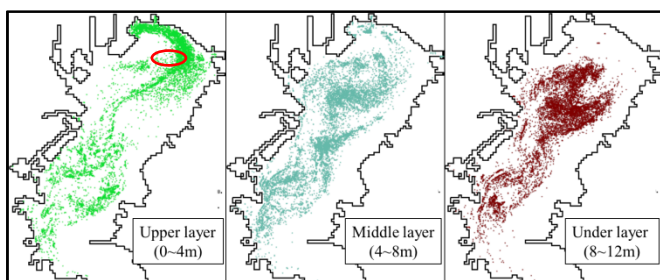 Upper layer
(0~4m)
Middle layer
(4~8m)
Under layer
(8~12m)